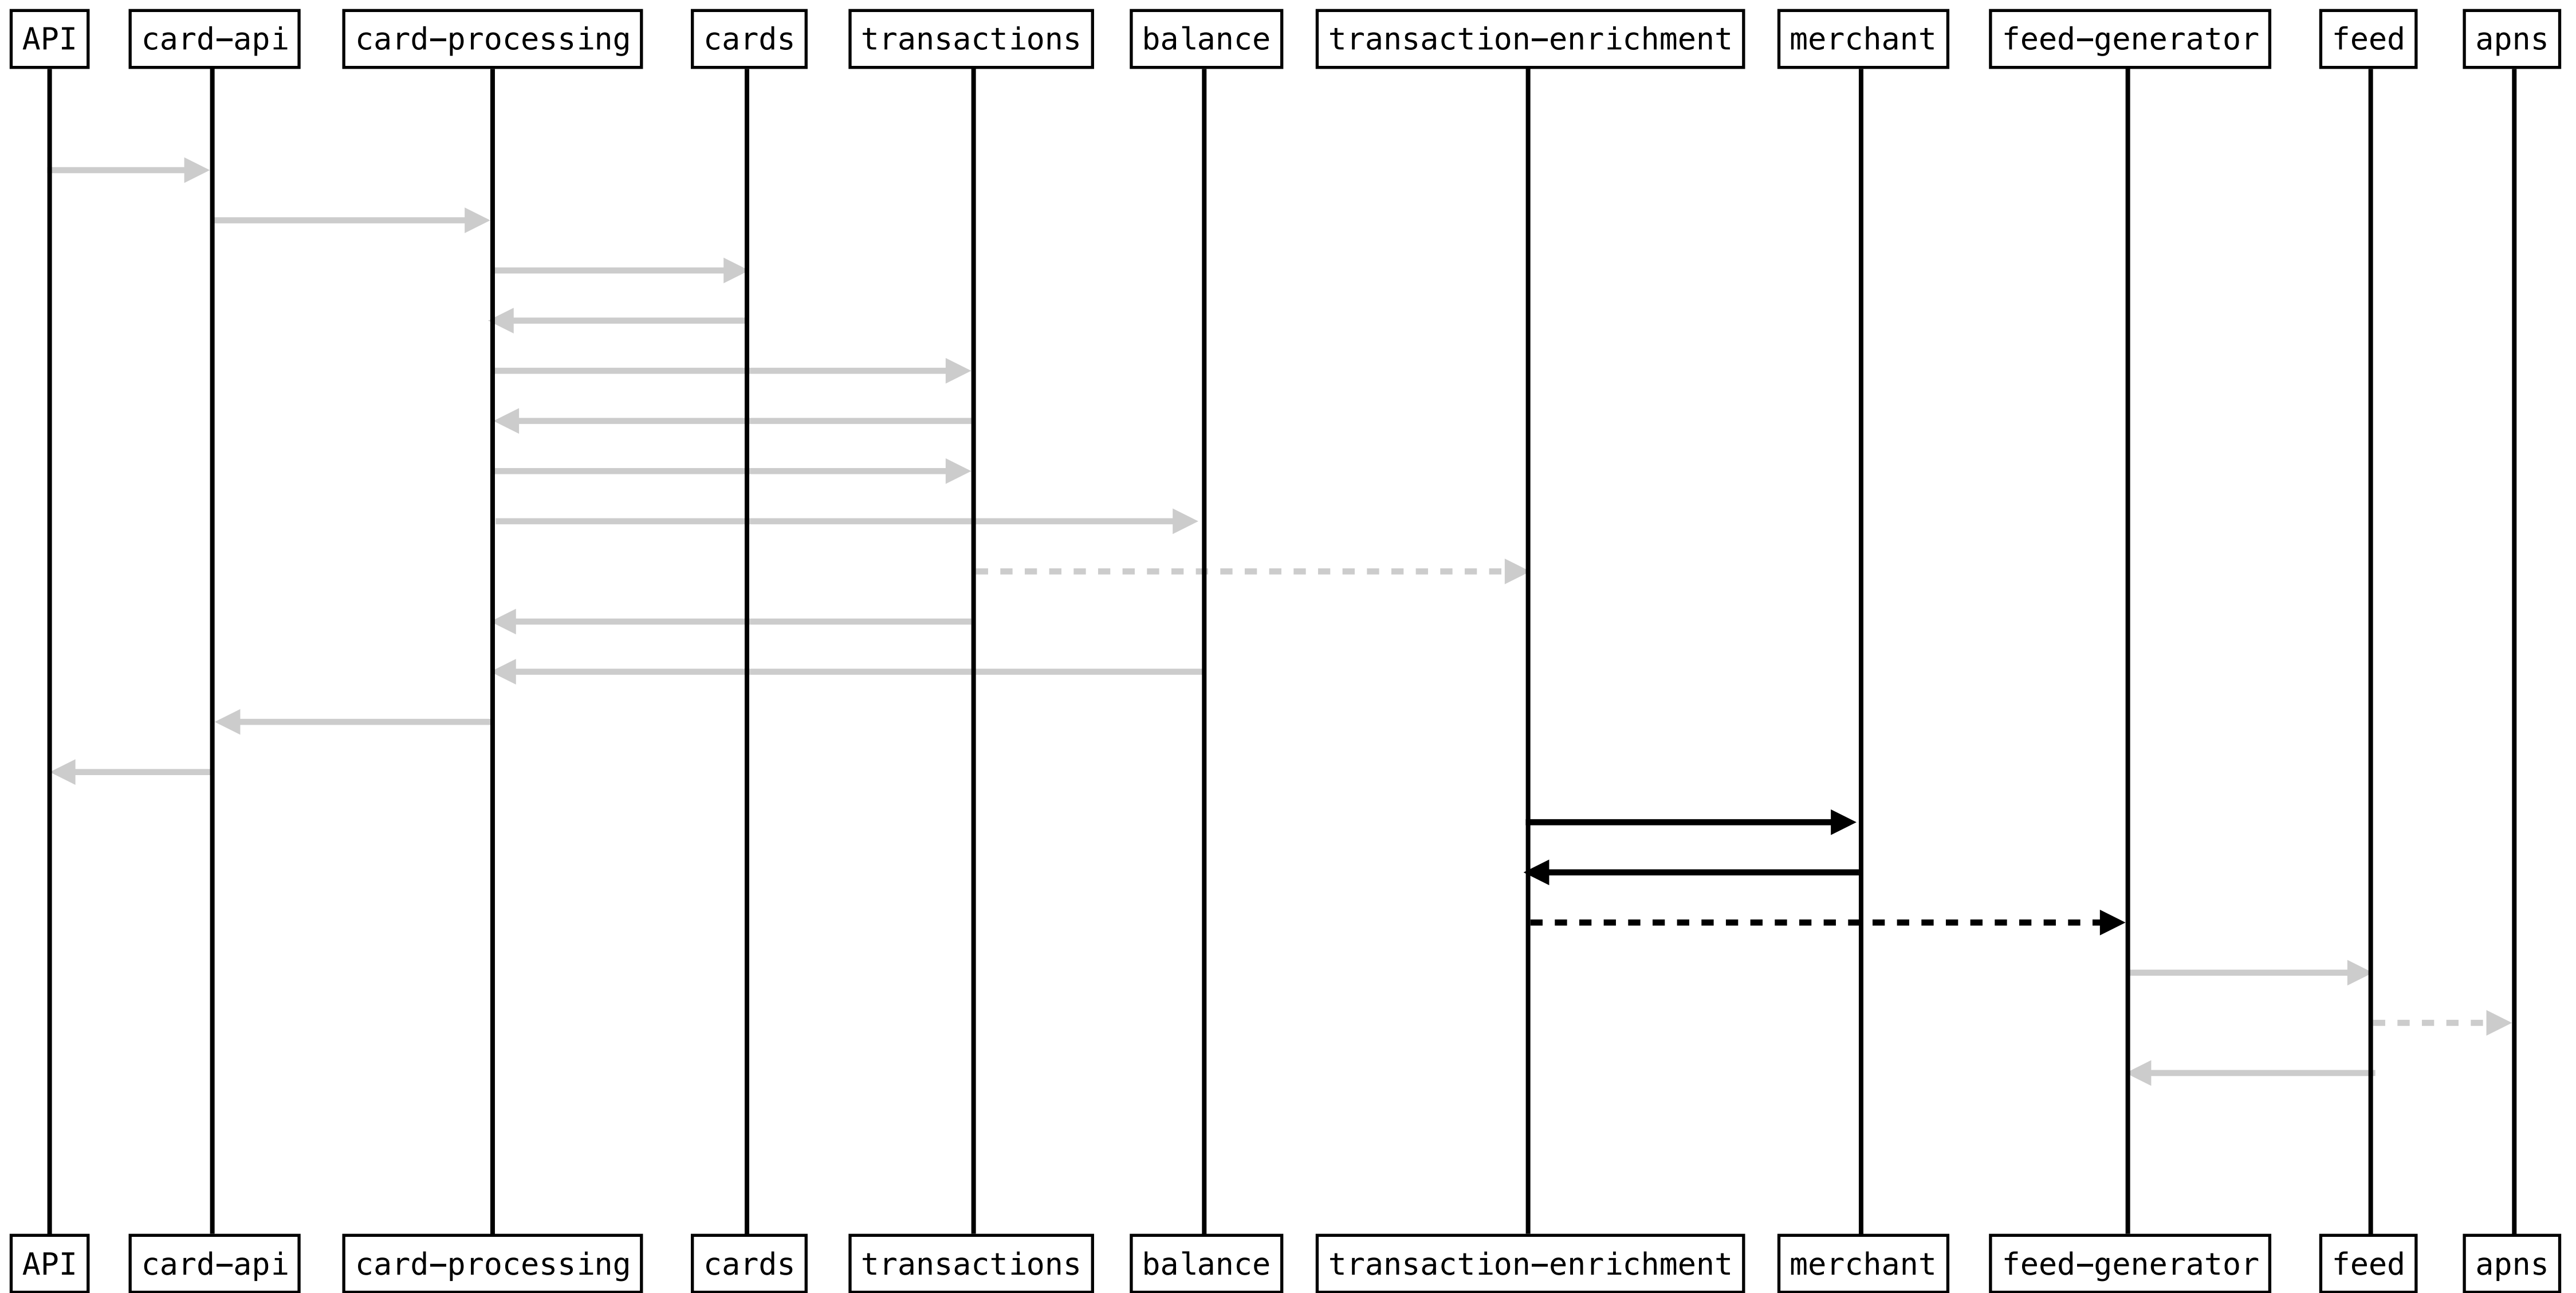 API card-api card-processing cards transactions balance transaction-enrichment merchant feed-generator feed apns
API card-api card-processing cards transactions balance transaction-enrichment merchant feed-generator feed apns